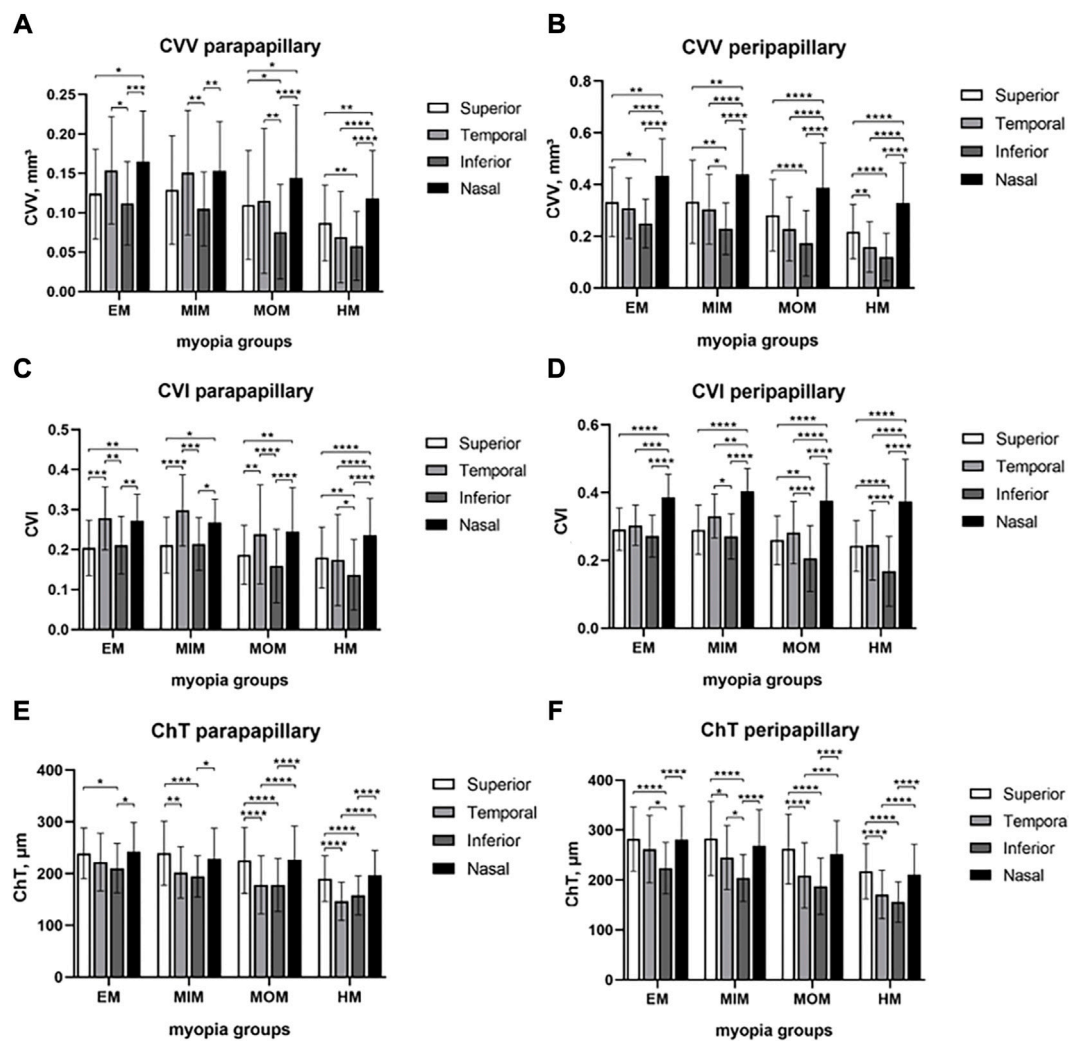 A
CVV parapapillary
* *** * ** ** * * **** ** ** **** **** **
CVV, mm³
0.25
0.20
0.15
0.10
0.05
0.00
EM MIM MOM HM
myopia groups
Superior
Temporal
Inferior
Nasal
B
CVV peripapillary
** **** **** * ** **** **** ** * **** **** **** **** **** **** **** **** **
CVV, mm³
0.8
0.6
0.4
0.2
0.0
EM MIM MOM HM
myopia groups
Superior
Temporal
Inferior
Nasal
C
CVI parapapillary
** ** *** ** * *** **** * ** **** ** **** **** **** **** ** *
CVI
0.5
0.4
0.3
0.2
0.1
0.0
EM MIM MOM HM
myopia groups
Superior
Temporal
Inferior
Nasal
D
CVI peripapillary
**** *** **** **** ** **** * **** **** **** ** **** **** **** **** **** ****
CVI
0.6
0.4
0.2
0.0
EM MIM MOM HM
myopia groups
Superior
Temporal
Inferior
Nasal
E
ChT parapapillary
* * *** * ** **** **** **** **** **** **** **** ****
ChT, µm
400
300
200
100
0
EM MIM MOM HM
myopia groups
Superior
Temporal
Inferior
Nasal
F
ChT peripapillary
**** **** * **** * **** * **** *** **** **** **** **** **** ****
ChT, µm
400
300
200
100
0
EM MIM MOM HM
myopia groups
Superior
Tempora
Inferior
Nasal